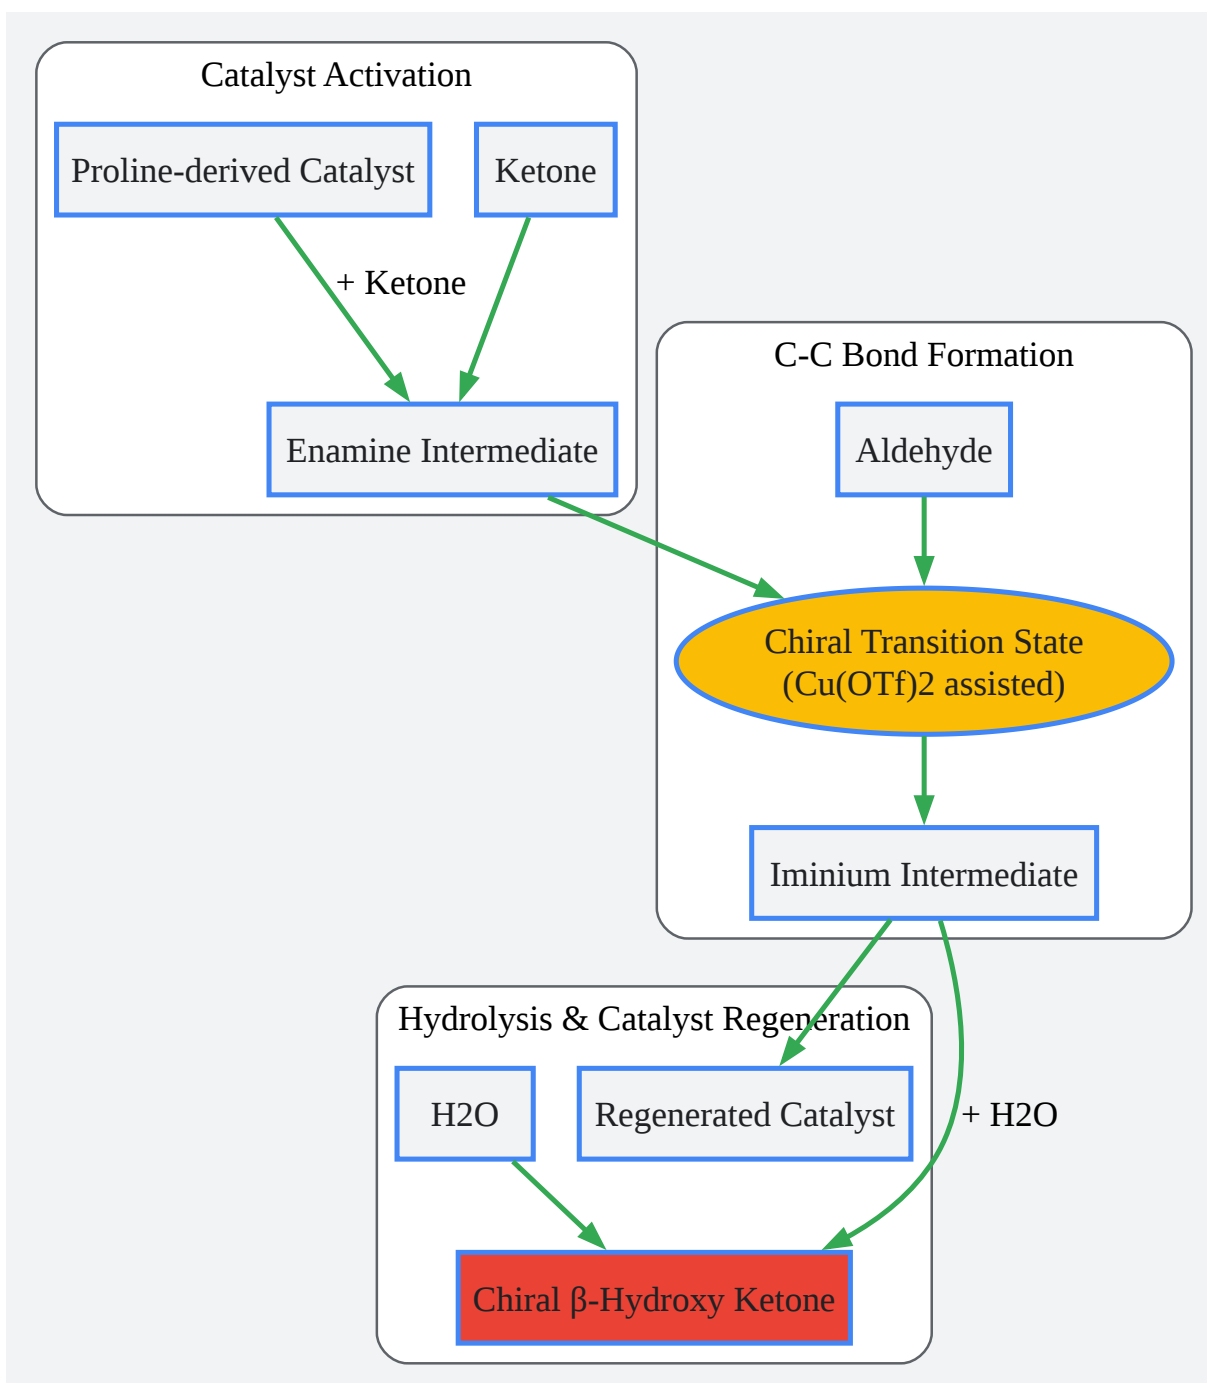 Catalyst Activation
Proline-derived Catalyst
Ketone
+ Ketone
Enamine Intermediate
C-C Bond Formation
Aldehyde
Chiral Transition State
(Cu(OTf)2 assisted)
Iminium Intermediate
Hydrolysis & Catalyst Regeneration
H2O
Regenerated Catalyst
+ H2O
Chiral β-Hydroxy Ketone